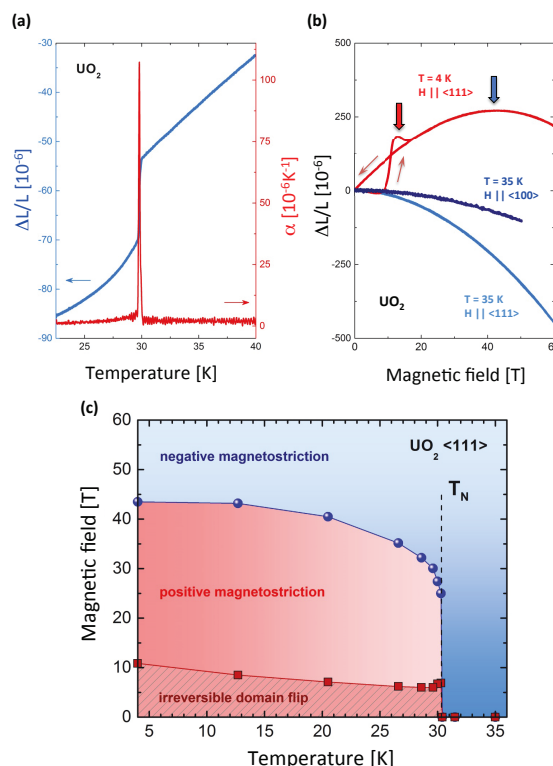 (a)
(b)
UO2
ΔL/L [10-6]
-30
-40
-50
-60
-70
-80
-90
α [10-6K-1]
100
75
50
25
0
25
30
35
40
Temperature [K]
T = 4 K
H || <111>
T = 35 K
H || <100>
T = 35 K
H || <111>
UO2
ΔL/L [10-6]
500
250
0
-250
-500
0
20
40
60
Magnetic field [T]
(c)
UO2 <111>
negative magnetostriction
TN
positive magnetostriction
irreversible domain flip
Magnetic field [T]
60
50
40
30
20
10
0
5
10
15
20
25
30
35
Temperature [K]